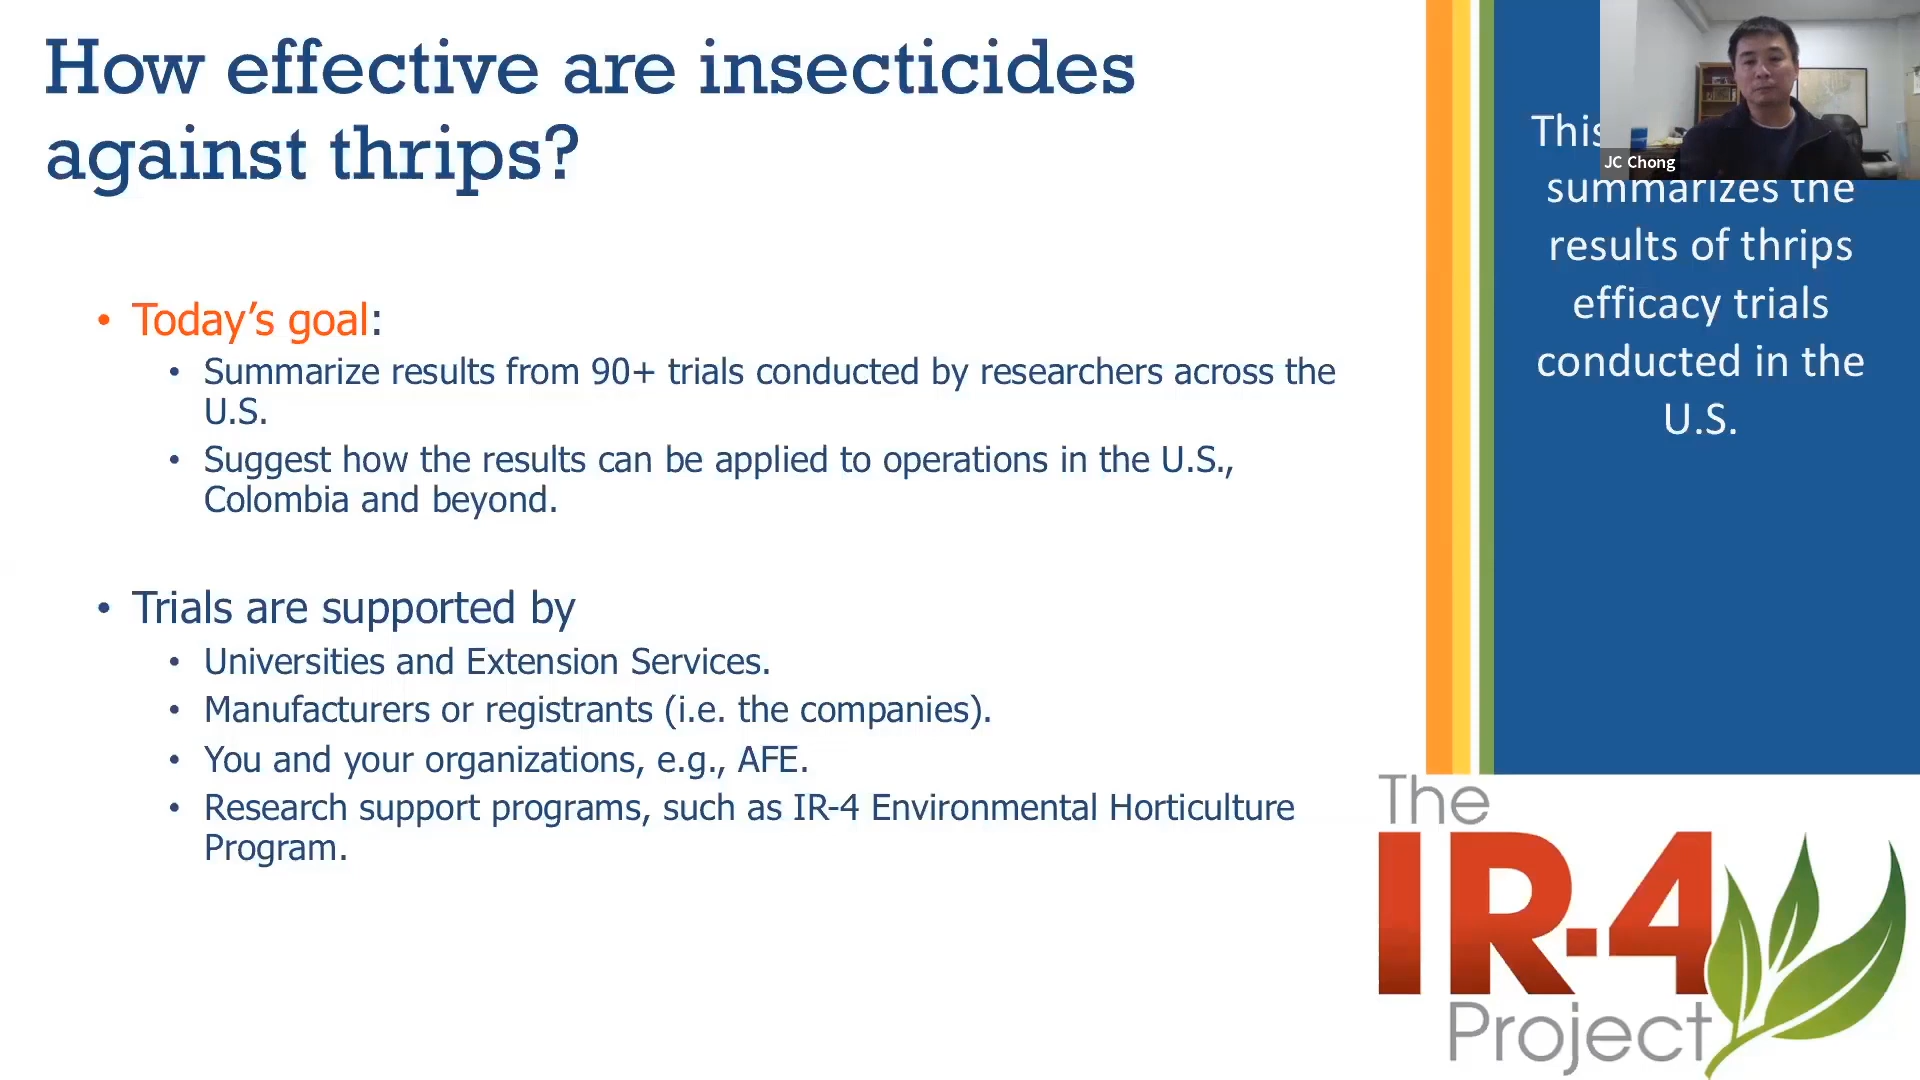 How effective are insecticides
against thrips?
• Today’s goal:
• Summarize results from 90+ trials conducted by researchers across the
U.S.
• Suggest how the results can be applied to operations in the U.S.,
Colombia and beyond.
• Trials are supported by
• Universities and Extension Services.
• Manufacturers or registrants (i.e. the companies).
• You and your organizations, e.g., AFE.
• Research support programs, such as IR-4 Environmental Horticulture
Program.
JC Chong
This
summarizes the
results of thrips
efficacy trials
conducted in the
U.S.
The
IR-4
Project